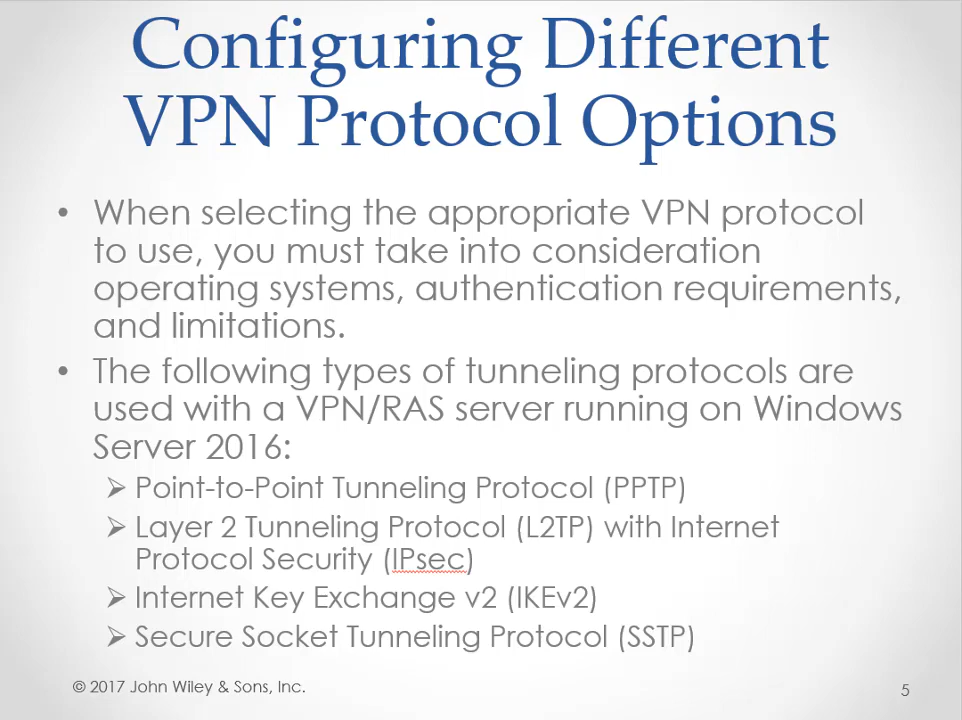 Configuring Different
VPN Protocol Options
• When selecting the appropriate VPN protocol
to use, you must take into consideration
operating systems, authentication requirements,
and limitations.
• The following types of tunneling protocols are
used with a VPN/RAS server running on Windows
Server 2016:
➢ Point-to-Point Tunneling Protocol (PPTP)
➢ Layer 2 Tunneling Protocol (L2TP) with Internet
Protocol Security (IPsec)
➢ Internet Key Exchange v2 (IKEv2)
➢ Secure Socket Tunneling Protocol (SSTP)
© 2017 John Wiley & Sons, Inc.
5